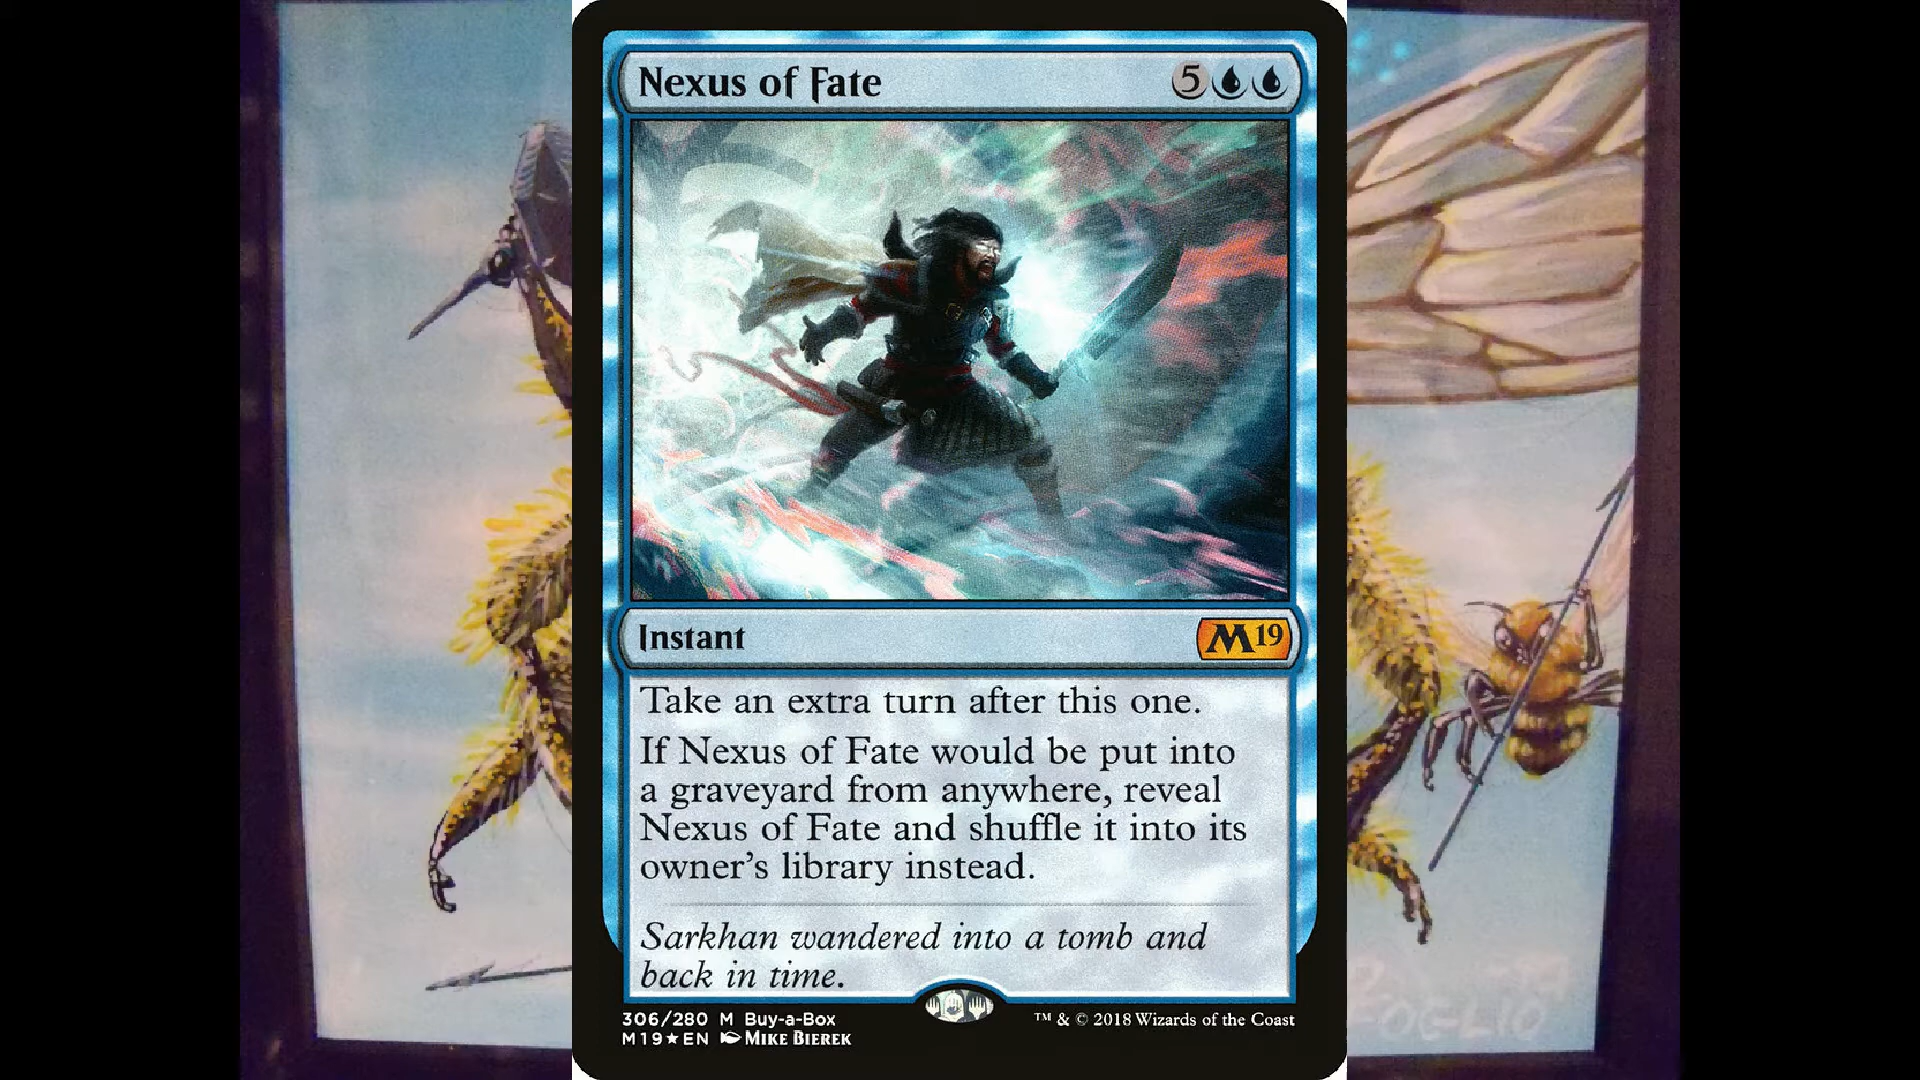 Nexus of Fate
5
Instant
M19
Take an extra turn after this one.
If Nexus of Fate would be put into
a graveyard from anywhere, reveal
Nexus of Fate and shuffle it into its
owner's library instead.
Sarkhan wandered into a tomb and
back in time.
306/280 M Buy-a-Box
M19★EN MIKE BIEREK
™ & © 2018 Wizards of the Coast
FOGLIO